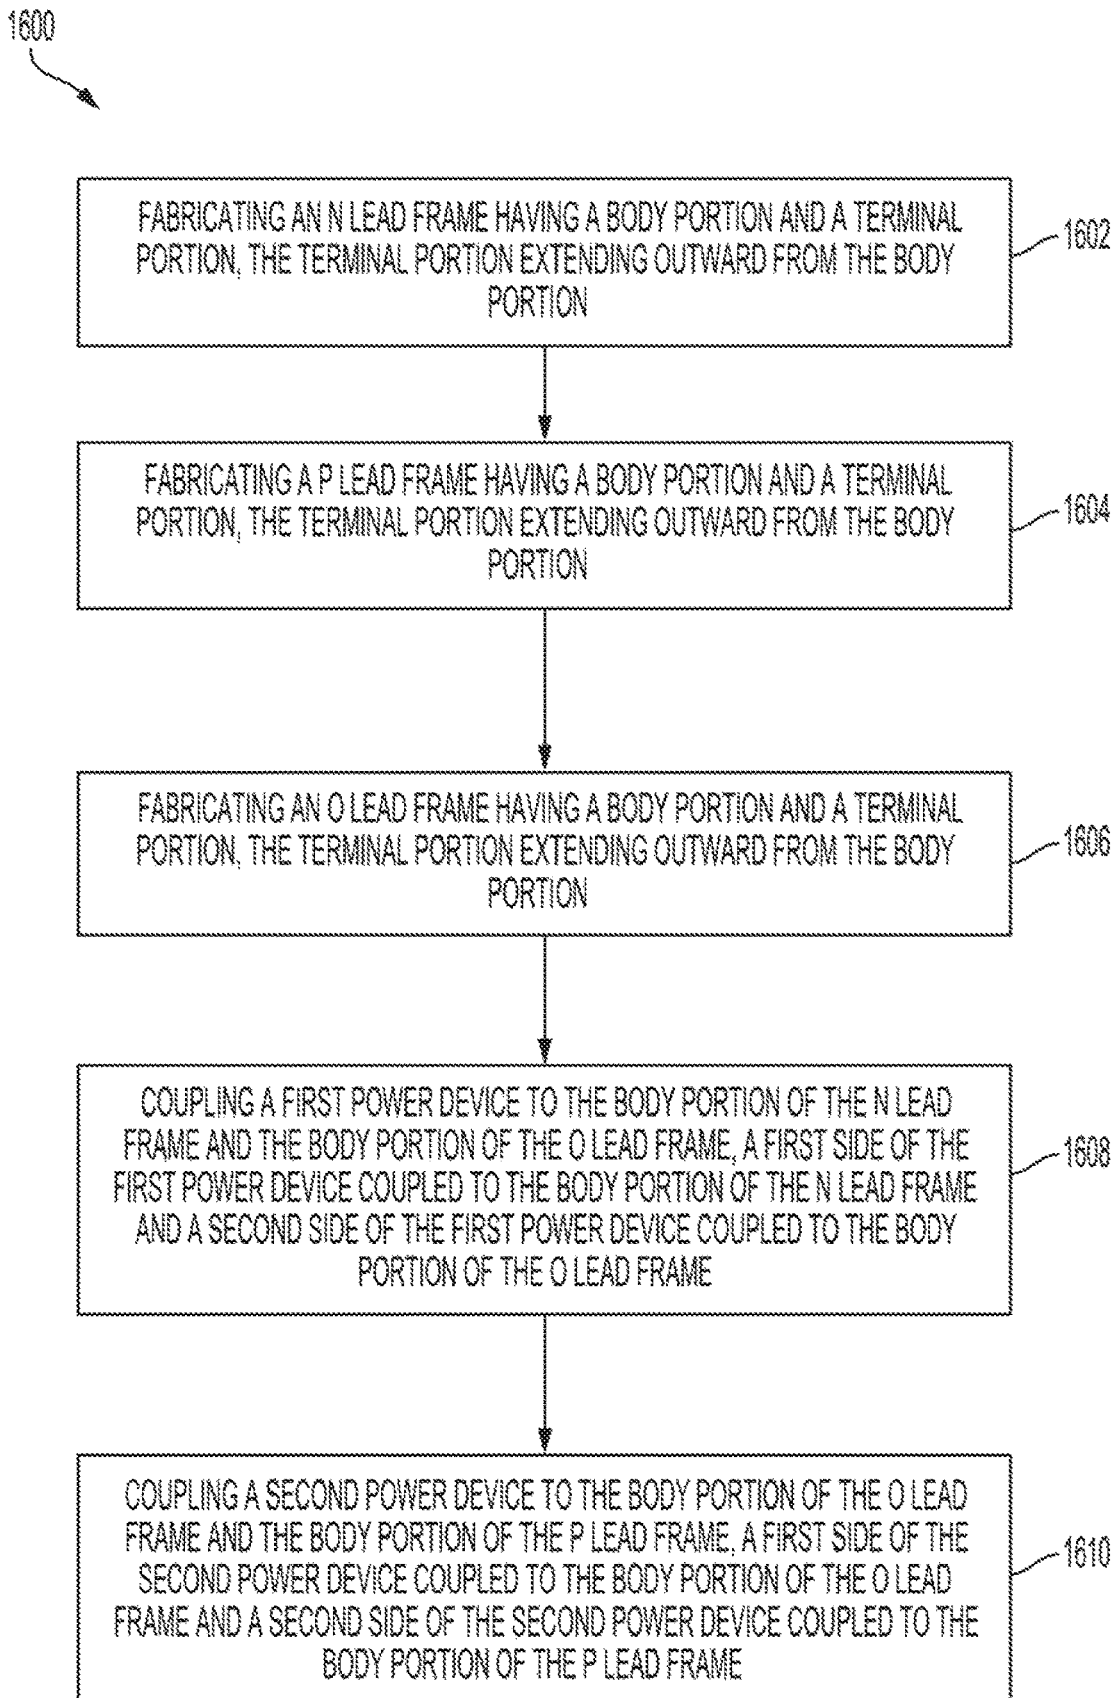 1600
FABRICATING AN N LEAD FRAME HAVING A BODY PORTION AND A TERMINAL
PORTION, THE TERMINAL PORTION EXTENDING OUTWARD FROM THE BODY
PORTION
1602
FABRICATING A P LEAD FRAME HAVING A BODY PORTION AND A TERMINAL
PORTION, THE TERMINAL PORTION EXTENDING OUTWARD FROM THE BODY
PORTION
1604
FABRICATING AN O LEAD FRAME HAVING A BODY PORTION AND A TERMINAL
PORTION, THE TERMINAL PORTION EXTENDING OUTWARD FROM THE BODY
PORTION
1606
COUPLING A FIRST POWER DEVICE TO THE BODY PORTION OF THE N LEAD
FRAME AND THE BODY PORTION OF THE O LEAD FRAME, A FIRST SIDE OF THE
FIRST POWER DEVICE COUPLED TO THE BODY PORTION OF THE N LEAD FRAME
AND A SECOND SIDE OF THE FIRST POWER DEVICE COUPLED TO THE BODY
PORTION OF THE O LEAD FRAME
1608
COUPLING A SECOND POWER DEVICE TO THE BODY PORTION OF THE O LEAD
FRAME AND THE BODY PORTION OF THE P LEAD FRAME, A FIRST SIDE OF THE
SECOND POWER DEVICE COUPLED TO THE BODY PORTION OF THE O LEAD
FRAME AND A SECOND SIDE OF THE SECOND POWER DEVICE COUPLED TO THE
BODY PORTION OF THE P LEAD FRAME
1610